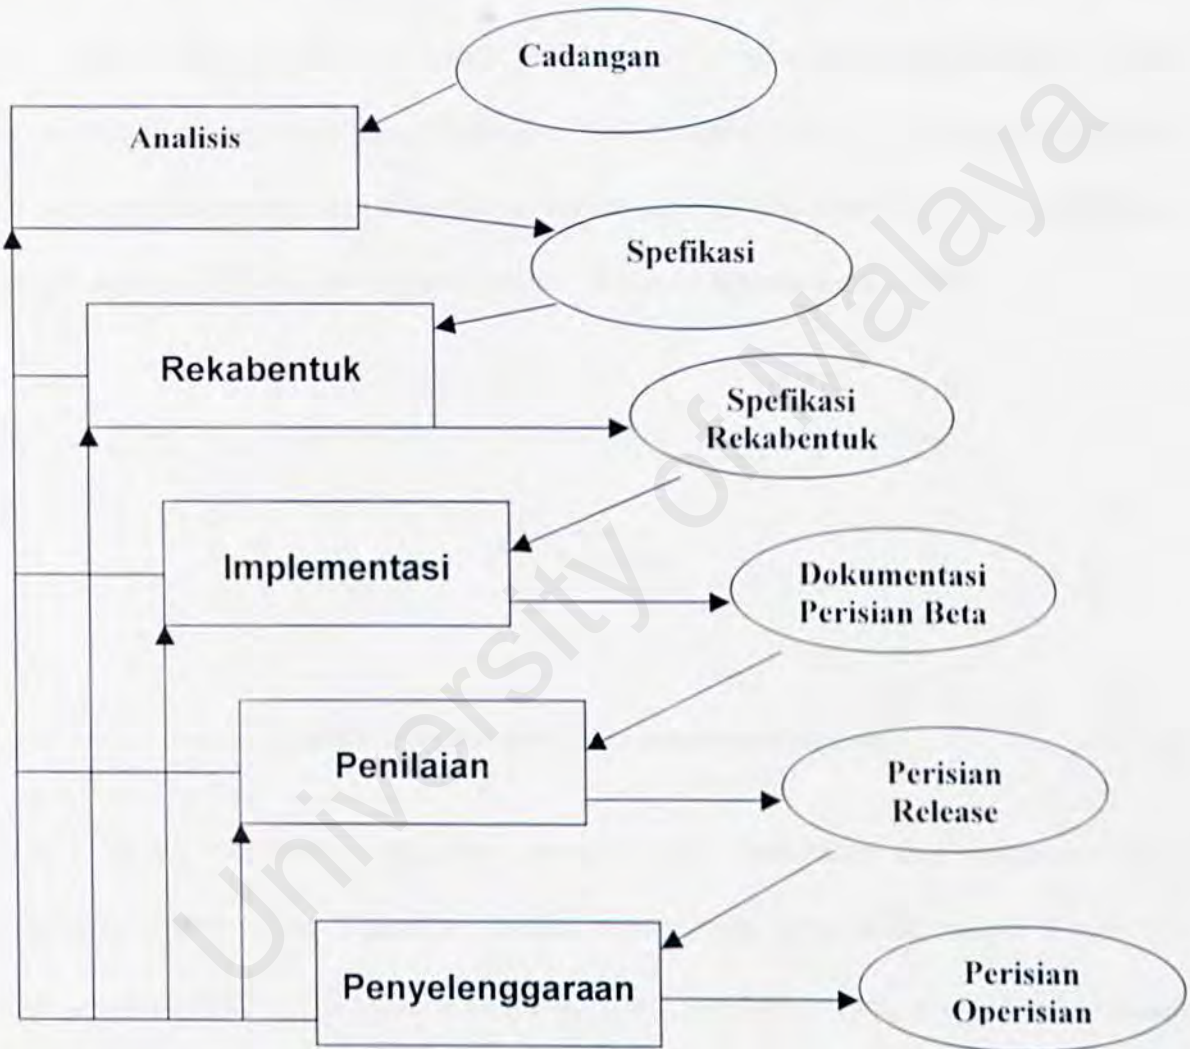 Cadangan
Analisis
Spefikasi
Rekabentuk
Spefikasi
Rekabentuk
Implementasi
Dokumentasi
Perisian Beta
Penilaian
Perisian
Release
Penyelenggaraan
Perisian
Operisian
University of Malaya